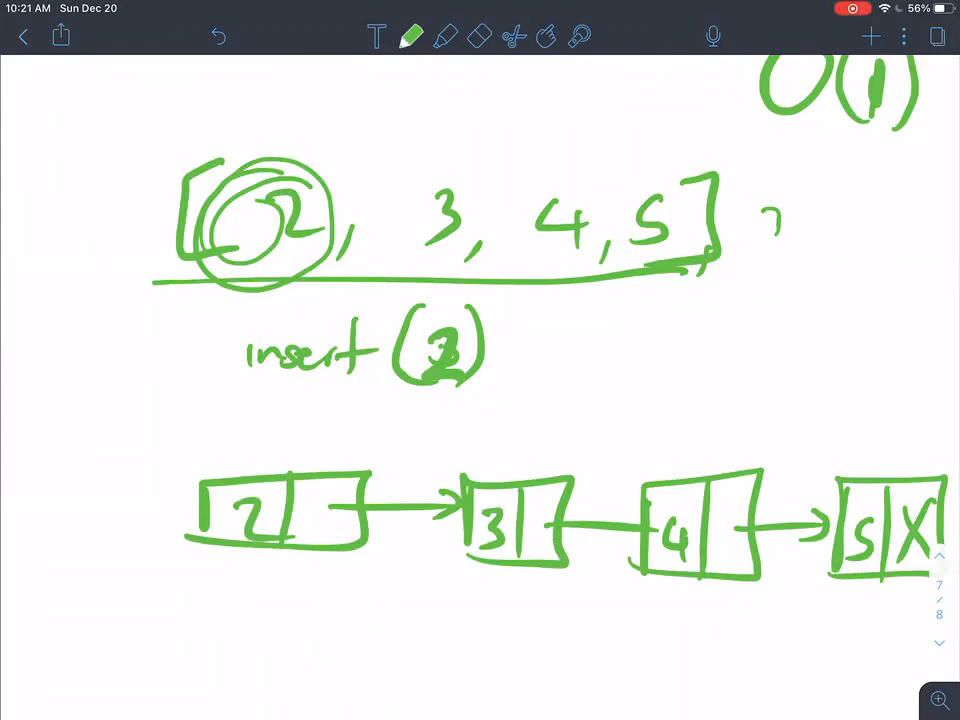 10:21 AM Sun Dec 20
56%
T
O(1)
[ 2, 3, 4, 5 ]
insert ( )
2 3 4 5 X
7
/
8